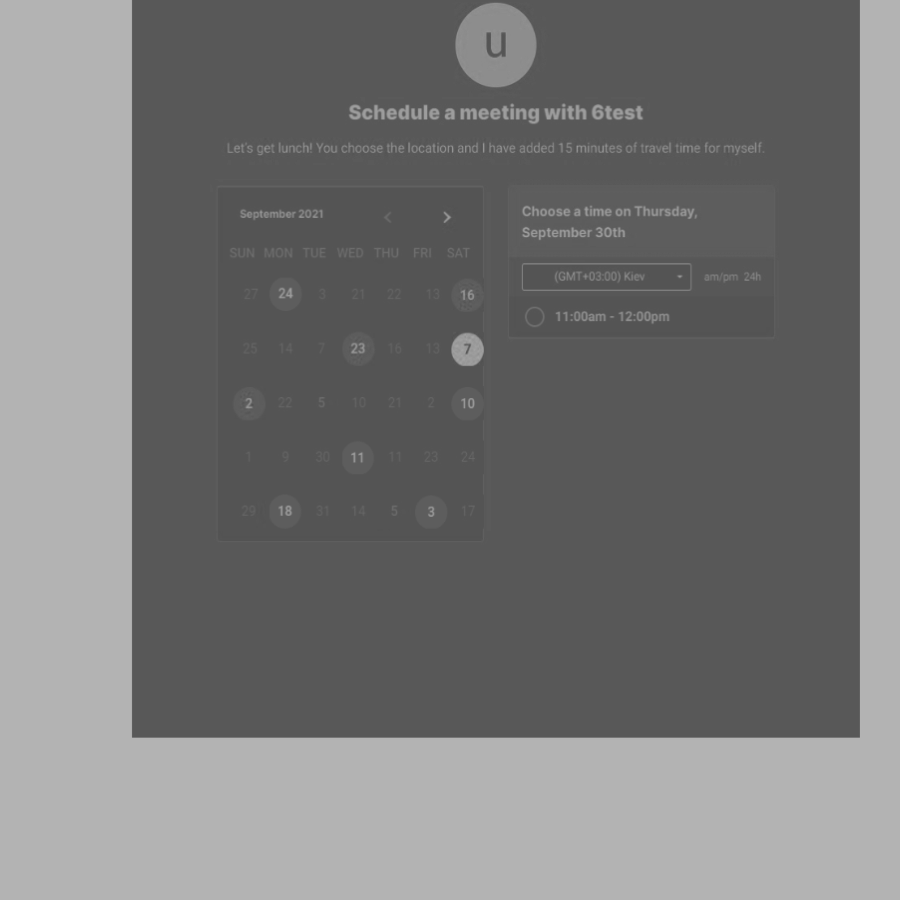 u
Schedule a meeting with 6test
Let's get lunch! You choose the location and I have added 15 minutes of travel time for myself.
September 2021
SUN MON TUE WED THU FRI SAT
27 24 3 21 22 13 16
25 14 7 23 16 13 7
2 22 5 10 21 2 10
1 9 30 11 11 23 24
29 18 31 14 5 3 17
Choose a time on Thursday,
September 30th
(GMT+03:00) Kiev am/pm 24h
11:00am - 12:00pm